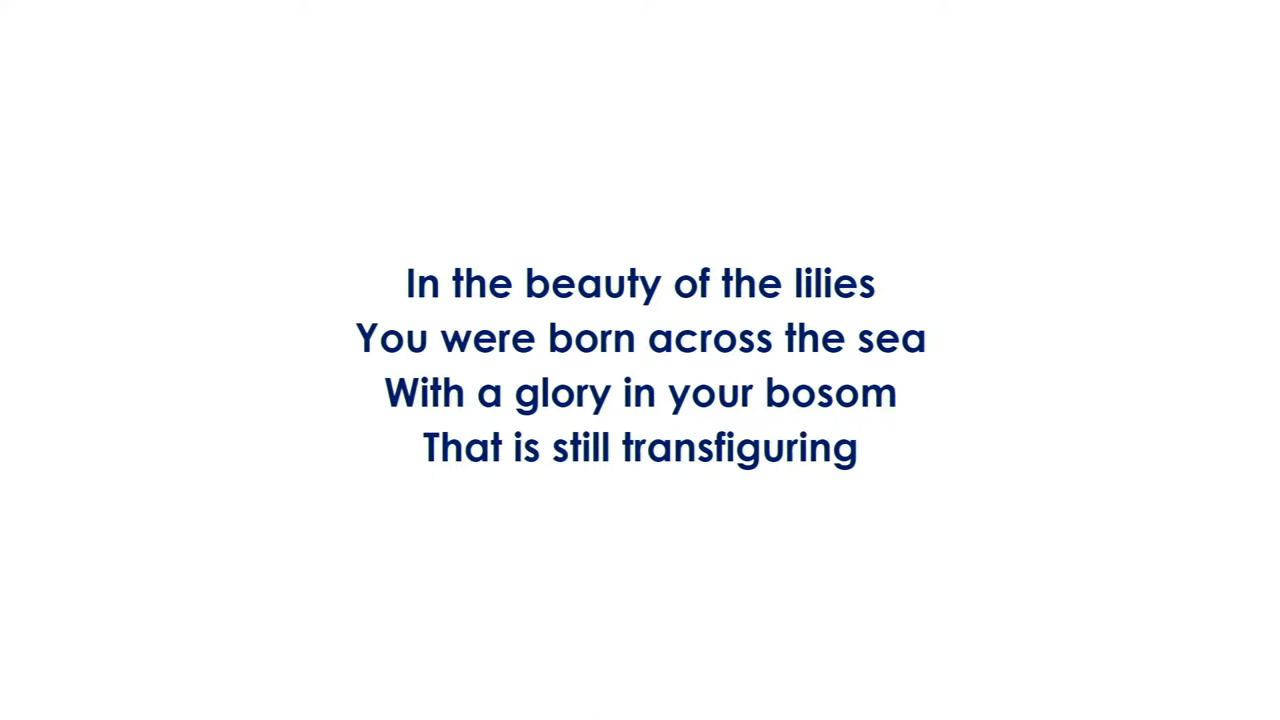 In the beauty of the lilies
You were born across the sea
With a glory in your bosom
That is still transfiguring